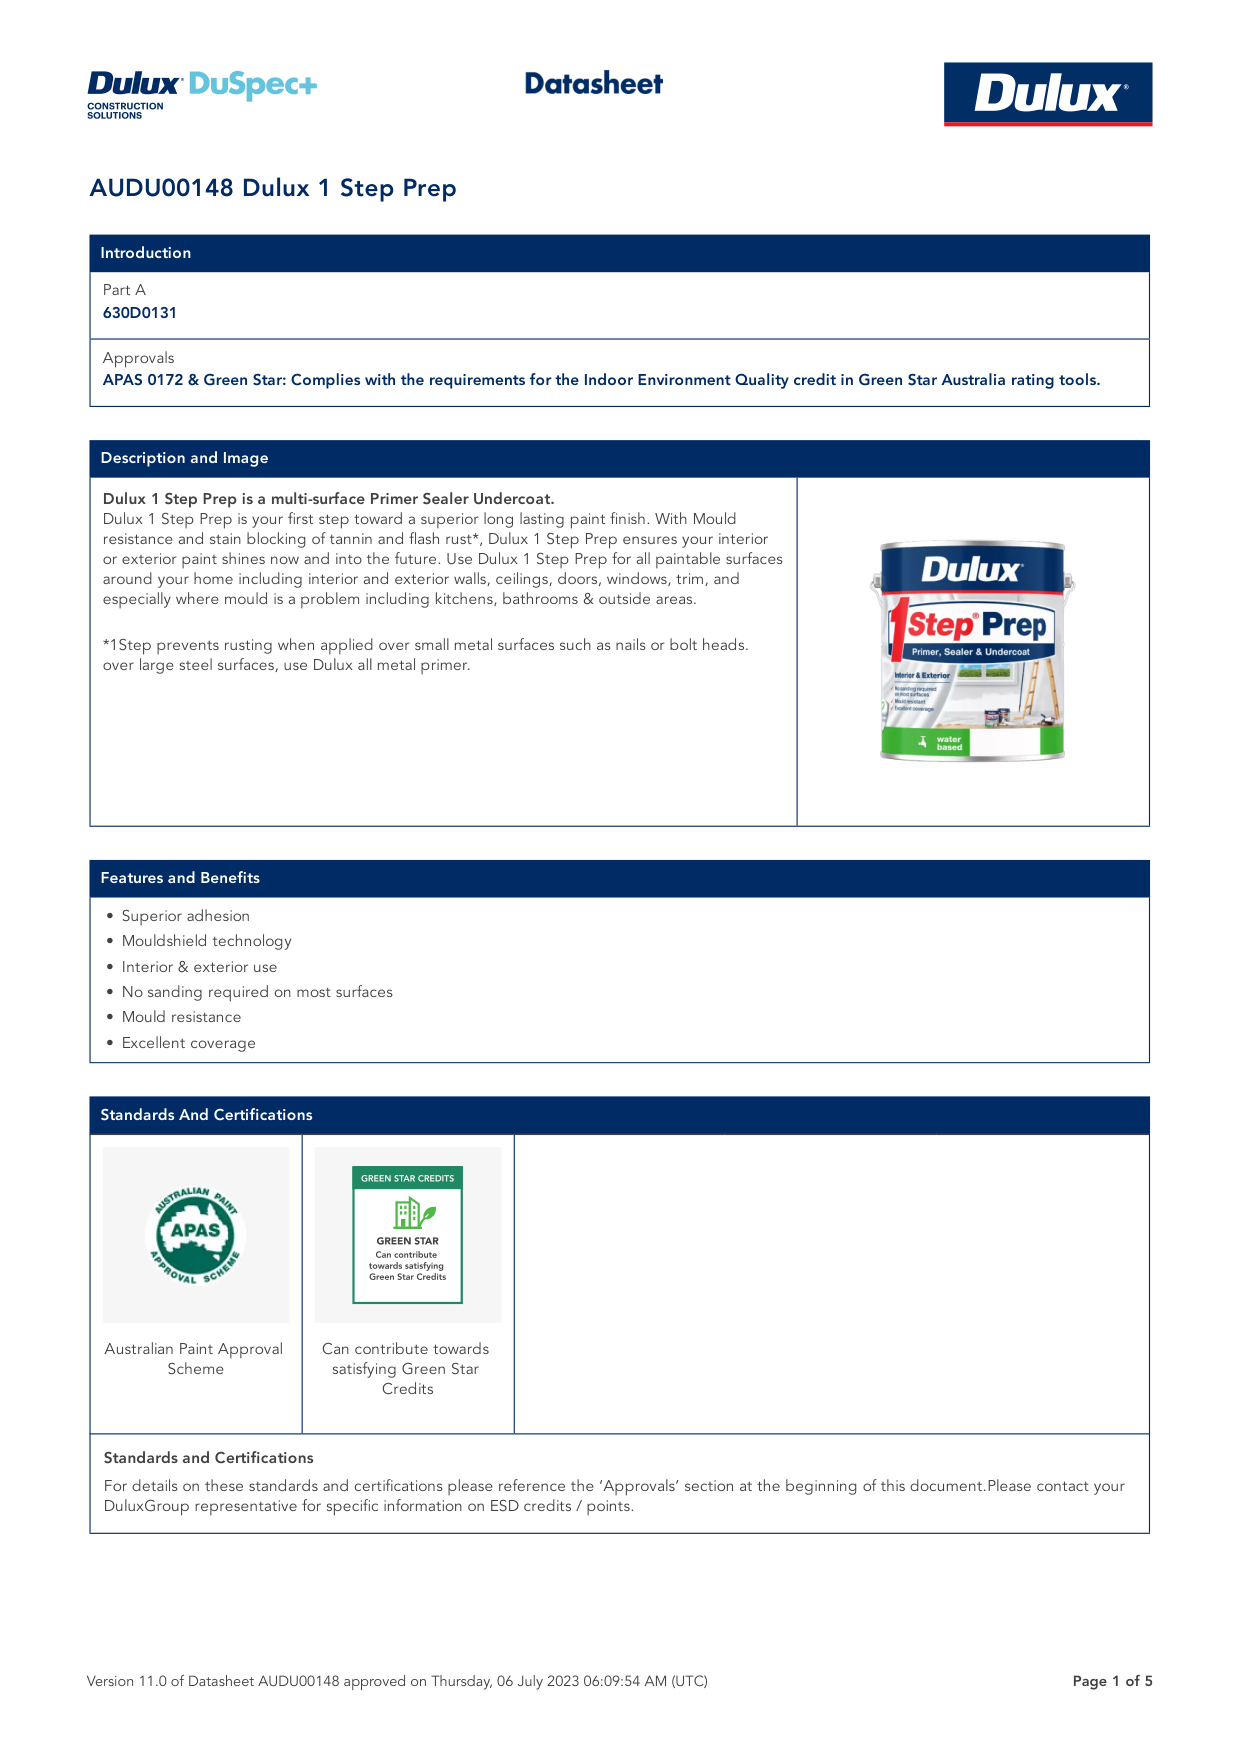 Dulux DuSpec+
CONSTRUCTION
SOLUTIONS
Datasheet
Dulux®
AUDU00148 Dulux 1 Step Prep
Introduction
Part A
630D0131
Approvals
APAS 0172 & Green Star: Complies with the requirements for the Indoor Environment Quality credit in Green Star Australia rating tools.
Description and Image
Dulux 1 Step Prep is a multi-surface Primer Sealer Undercoat.
Dulux 1 Step Prep is your first step toward a superior long lasting paint finish. With Mould
resistance and stain blocking of tannin and flash rust*, Dulux 1 Step Prep ensures your interior
or exterior paint shines now and into the future. Use Dulux 1 Step Prep for all paintable surfaces
around your home including interior and exterior walls, ceilings, doors, windows, trim, and
especially where mould is a problem including kitchens, bathrooms & outside areas.
*1Step prevents rusting when applied over small metal surfaces such as nails or bolt heads.
over large steel surfaces, use Dulux all metal primer.
Dulux
1Step® Prep
Primer, Sealer & Undercoat
Interior & Exterior
No sanding required
on most surfaces
Mould resistant
Excellent coverage
water
based
Features and Benefits
• Superior adhesion
• Mouldshield technology
• Interior & exterior use
• No sanding required on most surfaces
• Mould resistance
• Excellent coverage
Standards And Certifications
AUSTRALIAN PAINT
APAS
APPROVAL SCHEME
GREEN STAR CREDITS
GREEN STAR
Can contribute
towards satisfying
Green Star Credits
Australian Paint Approval
Scheme
Can contribute towards
satisfying Green Star
Credits
Standards and Certifications
For details on these standards and certifications please reference the ‘Approvals’ section at the beginning of this document.Please contact your
DuluxGroup representative for specific information on ESD credits / points.
Version 11.0 of Datasheet AUDU00148 approved on Thursday, 06 July 2023 06:09:54 AM (UTC)
Page 1 of 5